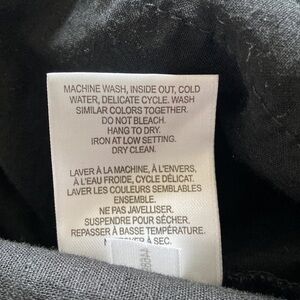 MACHINE WASH, INSIDE OUT, COLD
WATER, DELICATE CYCLE. WASH
SIMILAR COLORS TOGETHER.
DO NOT BLEACH.
HANG TO DRY.
IRON AT LOW SETTING.
DRY CLEAN.
LAVER À LA MACHINE, À L'ENVERS,
À L'EAU FROIDE, CYCLE DÉLICAT.
LAVER LES COULEURS SEMBLABLES
ENSEMBLE.
NE PAS JAVELLISER.
SUSPENDRE POUR SÉCHER.
REPASSER À BASSE TEMPÉRATURE.
À SEC.